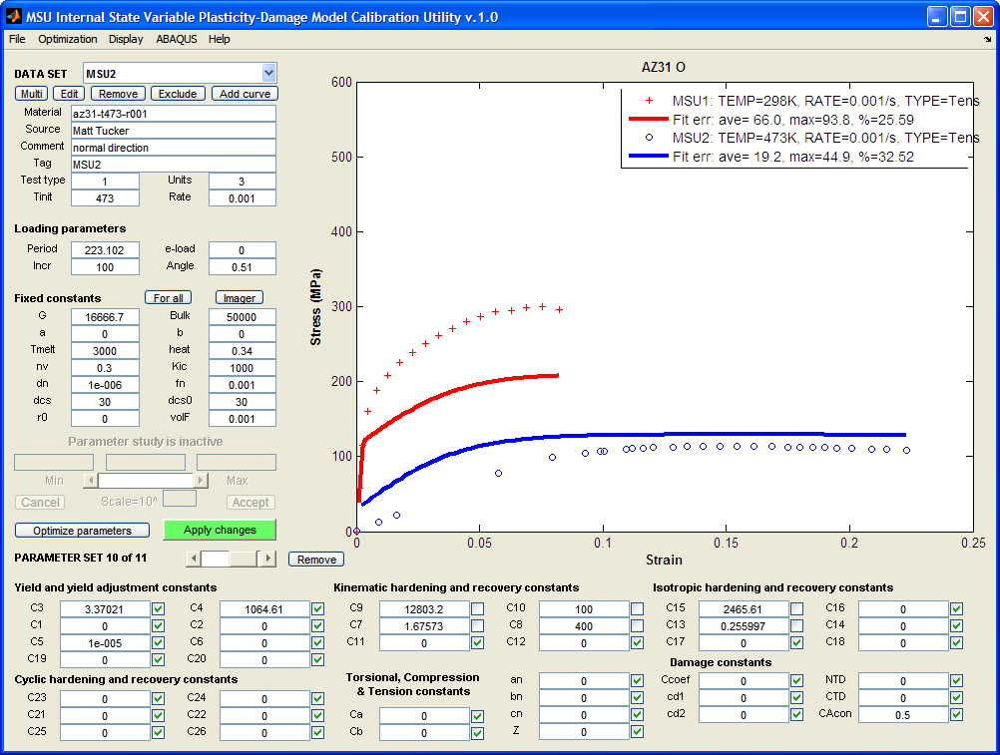 MSU Internal State Variable Plasticity-Damage Model Calibration Utility v.1.0
File Optimization Display ABAQUS Help
DATA SET MSU2
Multi Edit Remove Exclude Add curve
Material az31-t473-r001
Source Matt Tucker
Comment normal direction
Tag MSU2
Test type 1 Units 3
Tinit 473 Rate 0.001
Loading parameters
Period 223.102 e-load 0
Incr 100 Angle 0.51
Fixed constants For all Imager
G 16666.7 Bulk 50000
a 0 b 0
Tmelt 3000 heat 0.34
nv 0.3 Kic 1000
dn 1e-006 fn 0.001
dcs 30 dcs0 30
r0 0 volF 0.001
Parameter study is inactive
Min Max
Cancel Scale=10^ Accept
Optimize parameters Apply changes
AZ31 O
MSU1: TEMP=298K, RATE=0.001/s, TYPE=Tens
Fit err: ave= 66.0, max=93.8, %=25.59
MSU2: TEMP=473K, RATE=0.001/s, TYPE=Tens
Fit err: ave= 19.2, max=44.9, %=32.52
600
500
400
300
200
100
0
Stress (MPa)
0 0.05 0.1 0.15 0.2 0.25
Strain
PARAMETER SET 10 of 11 Remove
Yield and yield adjustment constants
C3 3.37021 C4 1064.61
C1 0 C2 0
C5 1e-005 C6 0
C19 0 C20 0
Cyclic hardening and recovery constants
C23 0 C24 0
C21 0 C22 0
C25 0 C26 0
Kinematic hardening and recovery constants
C9 12803.2 C10 100
C7 1.67573 C8 400
C11 0 C12 0
Torsional, Compression
& Tension constants
Ca 0
Cb 0
an 0
bn 0
cn 0
Z 0
Isotropic hardening and recovery constants
C15 2465.61 C16 0
C13 0.255997 C14 0
C17 0 C18 0
Damage constants
Ccoef 0 NTD 0
cd1 0 CTD 0
cd2 0 CAcon 0.5